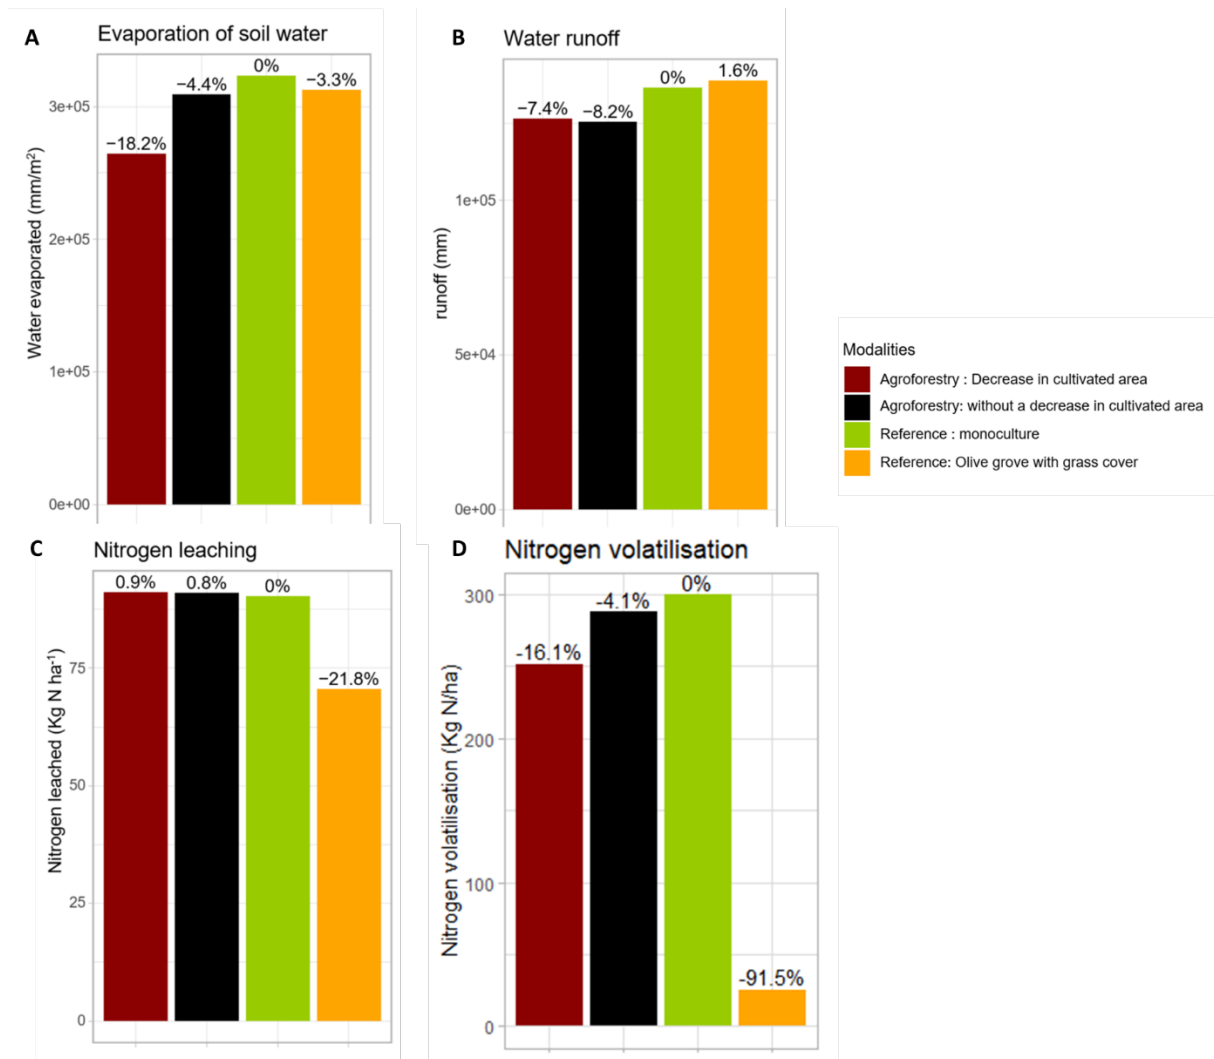 A
Evaporation of soil water
Water evaporated (mm/m²)
3e+05
2e+05
1e+05
0e+00
−18.2%
−4.4%
0%
−3.3%
B
Water runoff
runoff (mm)
1e+05
5e+04
0e+00
−7.4%
−8.2%
0%
1.6%
Modalities
Agroforestry : Decrease in cultivated area
Agroforestry: without a decrease in cultivated area
Reference : monoculture
Reference: Olive grove with grass cover
C
Nitrogen leaching
Nitrogen leached (Kg N ha⁻¹)
75
50
25
0
0.9%
0.8%
0%
−21.8%
D
Nitrogen volatilisation
Nitrogen volatilisation (Kg N/ha)
300
200
100
0
-16.1%
-4.1%
0%
-91.5%